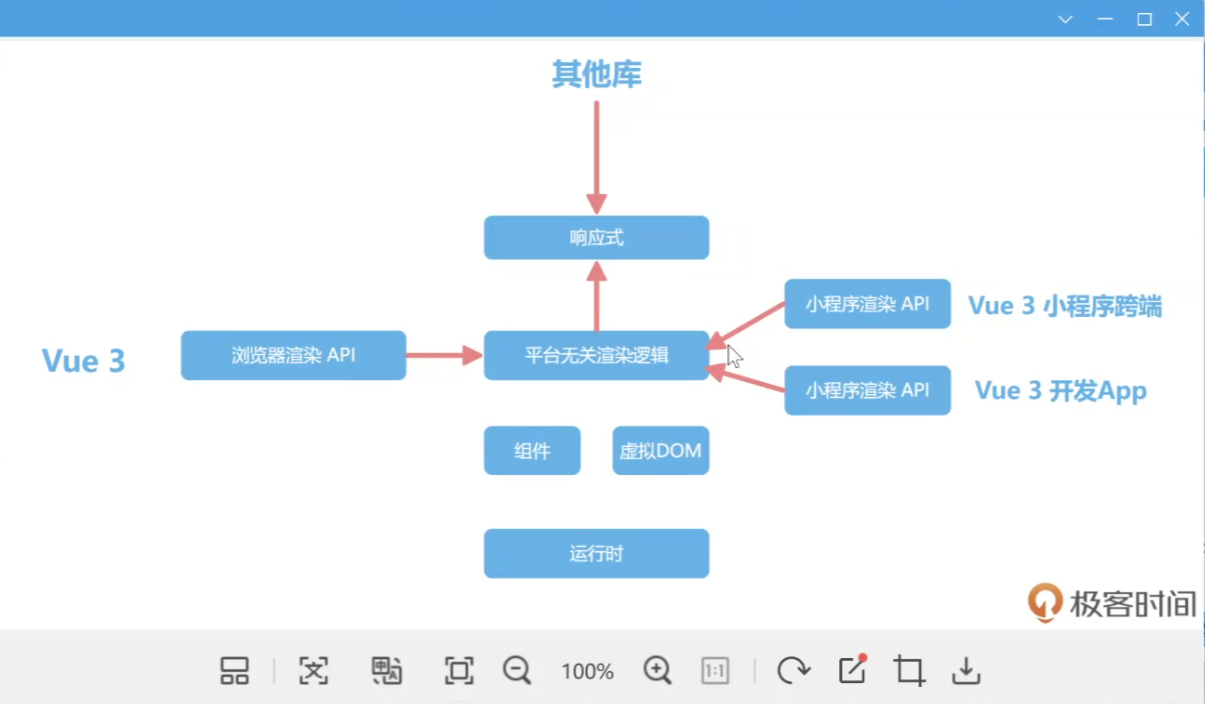 其他库
响应式
小程序渲染 API
Vue 3 小程序跨端
Vue 3
浏览器渲染 API
平台无关渲染逻辑
小程序渲染 API
Vue 3 开发App
组件
虚拟DOM
运行时
极客时间
100%
1:1